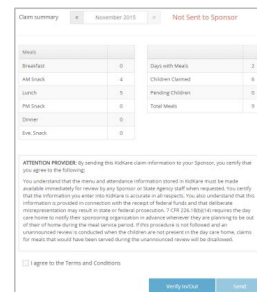 Claim summary « November 2015 » Not Sent to Sponsor
Meals
Breakfast 0 Days with Meals 2
AM Snack 4 Children Claimed 6
Lunch 5 Pending Children 0
PM Snack 0 Total Meals 9
Dinner 0
Eve. Snack 0
ATTENTION PROVIDER: By sending this KidKare claim information to your Sponsor, you certify that
you agree to the following:
You understand that the menu and attendance information stored in KidKare must be made
available immediately for review by any Sponsor or State Agency staff when requested. You certify
that the information you enter into KidKare is accurate in all respects. You also understand that this
information is provided in connection with the receipt of federal funds and that deliberate
misrepresentation may result in state or federal prosecution. 7 CFR 226.18(b)(14) requires the day
care home to notify their sponsoring organization in advance whenever they are planning to be out
of their home during the meal service period. If this procedure is not followed and an
unannounced review is conducted when the children are not present in the day care home, claims
for meals that would have been served during the unannounced review will be disallowed.
I agree to the Terms and Conditions
Verify In/Out Send